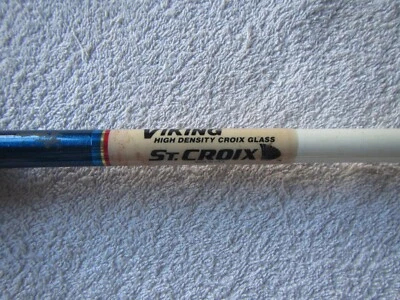 VIKING
HIGH DENSITY CROIX GLASS
ST. CROIX